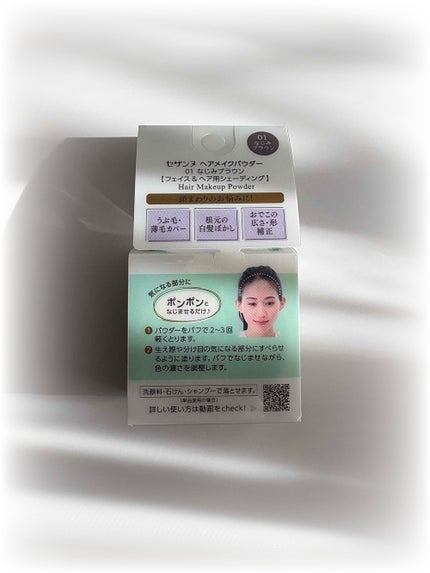 01
なじみ
ブラウン
セザンヌ ヘアメイクパウダー
01 なじみブラウン
【フェイス&ヘア用シェーディング】
Hair Makeup Powder
顔まわりのお悩みに!
うぶ毛・
薄毛カバー
根元の
白髪ぼかし
おでこの
広さ・形
補正
気になる部分に
ポンポンと
なじませるだけ♪
1 パウダーをパフで2〜3回
軽くとります。
2 生え際や分け目の気になる部分にすべらせ
るように塗ります。パフでなじませながら、
色の濃さを調整します。
洗顔料・石けん・シャンプーで落とせます。
(単品使用の場合)
詳しい使い方は動画をcheck!